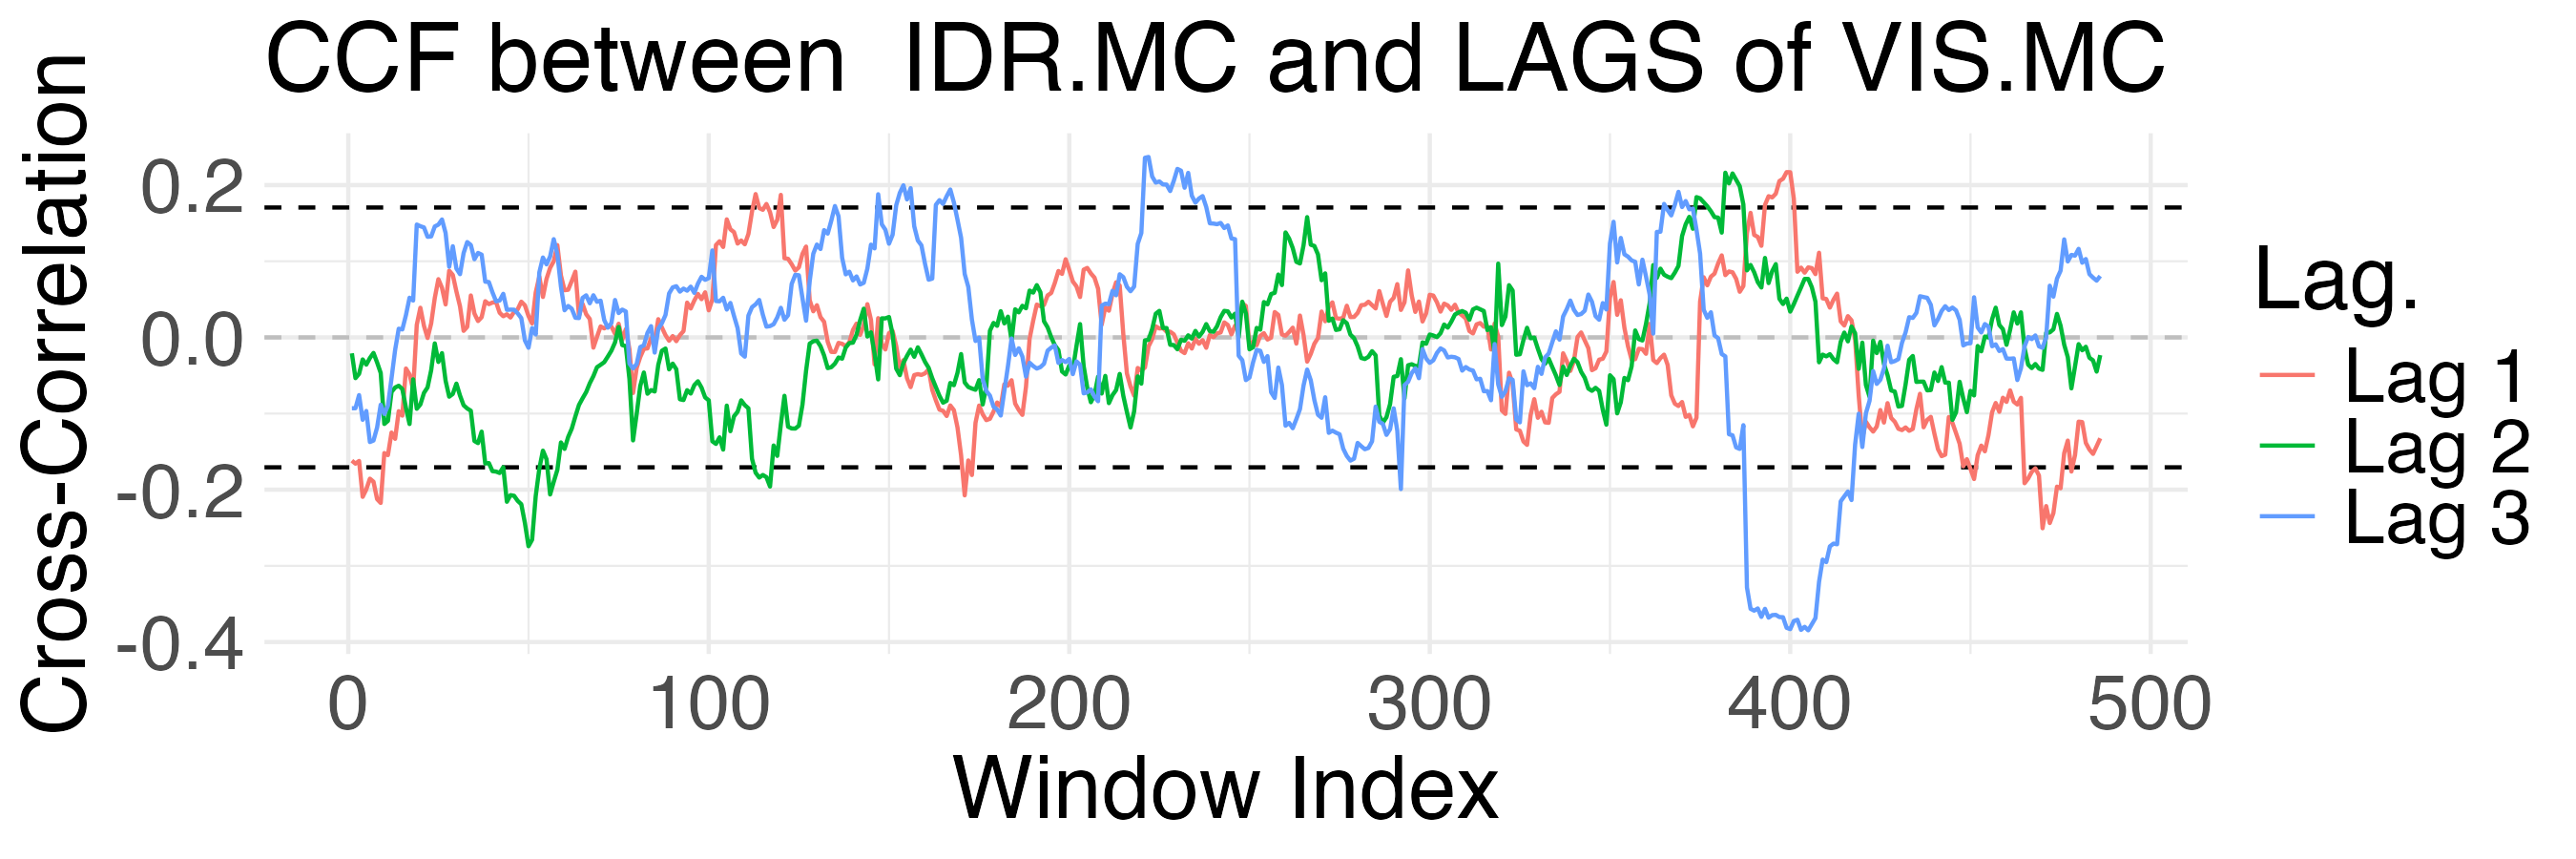 CCF between  IDR.MC and LAGS of VIS.MC
Cross-Correlation
0.2
0.0
-0.2
-0.4
0 100 200 300 400 500
Window Index
Lag.
Lag 1
Lag 2
Lag 3